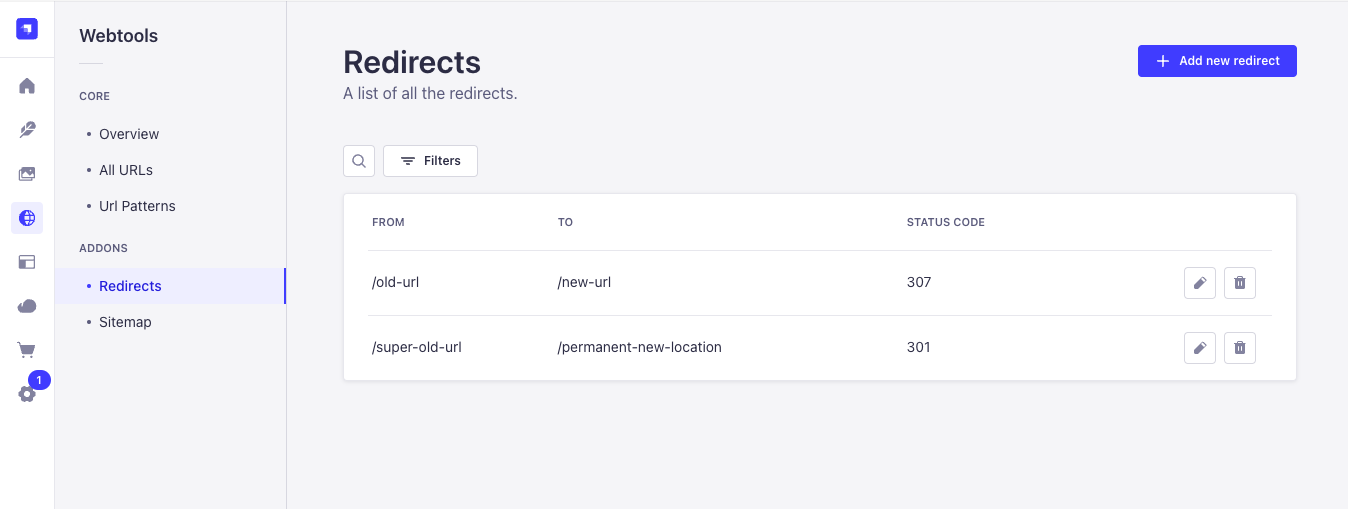 Webtools
CORE
Overview
All URLs
Url Patterns
ADDONS
Redirects
Sitemap
1
Redirects
A list of all the redirects.
Add new redirect
Filters
FROM TO STATUS CODE
/old-url /new-url 307
/super-old-url /permanent-new-location 301